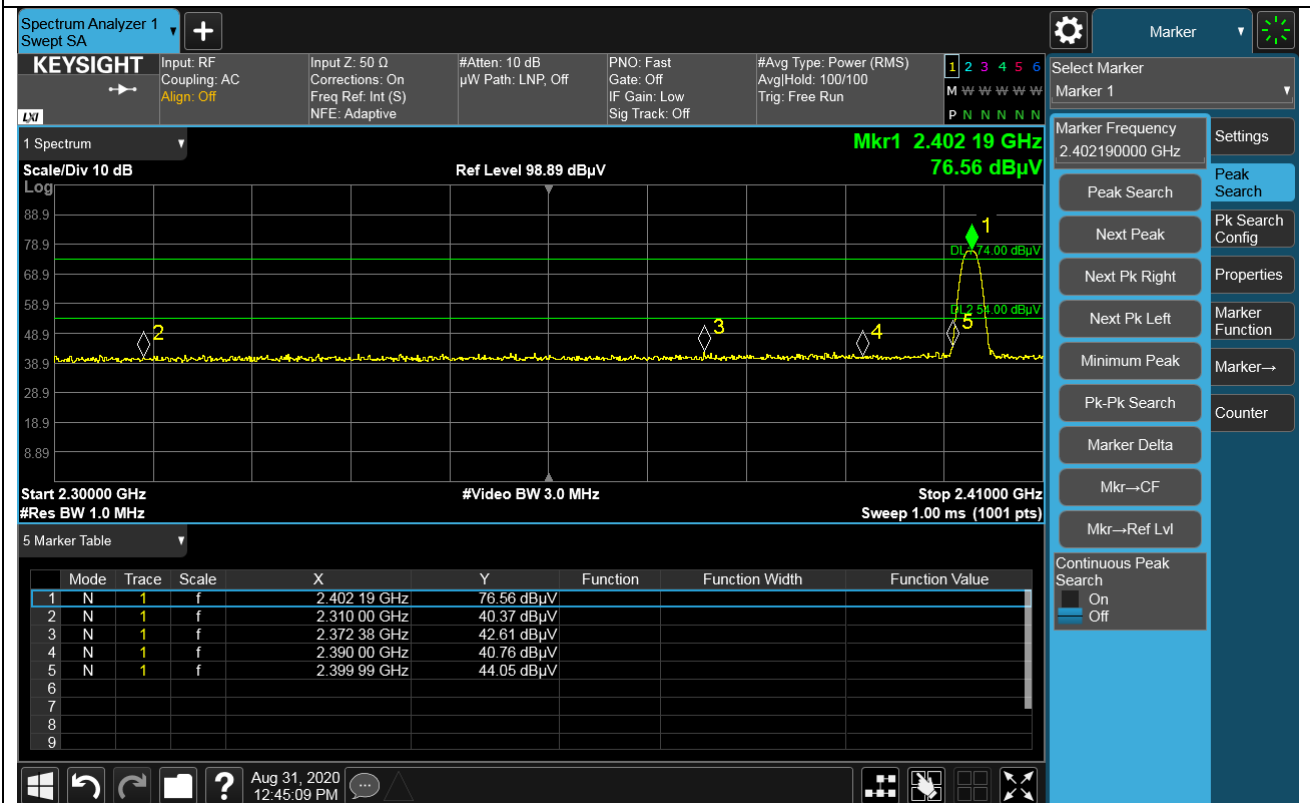 Spectrum Analyzer 1
Swept SA
Marker
KEYSIGHT
LXI
Input: RF
Coupling: AC
Align: Off
Input Z: 50 Ω
Corrections: On
Freq Ref: Int (S)
NFE: Adaptive
#Atten: 10 dB
µW Path: LNP, Off
PNO: Fast
Gate: Off
IF Gain: Low
Sig Track: Off
#Avg Type: Power (RMS)
Avg|Hold: 100/100
Trig: Free Run
1 2 3 4 5 6
M W W W W W
P N N N N N
1 Spectrum
Scale/Div 10 dB
Log
Ref Level 98.89 dBµV
Mkr1 2.402 19 GHz
76.56 dBµV
88.9
78.9
68.9
58.9
48.9
38.9
28.9
18.9
8.89
DL1 74.00 dBµV
DL2 54.00 dBµV
1
2
3
4
5
Start 2.30000 GHz
#Video BW 3.0 MHz
Stop 2.41000 GHz
#Res BW 1.0 MHz
Sweep 1.00 ms (1001 pts)
5 Marker Table
Mode Trace Scale X Y Function Function Width Function Value
1 N 1 f 2.402 19 GHz 76.56 dBµV
2 N 1 f 2.310 00 GHz 40.37 dBµV
3 N 1 f 2.372 38 GHz 42.61 dBµV
4 N 1 f 2.390 00 GHz 40.76 dBµV
5 N 1 f 2.399 99 GHz 44.05 dBµV
6
7
8
9
Select Marker
Marker 1
Marker Frequency
2.402190000 GHz
Peak Search
Next Peak
Next Pk Right
Next Pk Left
Minimum Peak
Pk-Pk Search
Marker Delta
Mkr→CF
Mkr→Ref Lvl
Continuous Peak
Search
On
Off
Settings
Peak
Search
Pk Search
Config
Properties
Marker
Function
Marker→
Counter
?
Aug 31, 2020
12:45:09 PM